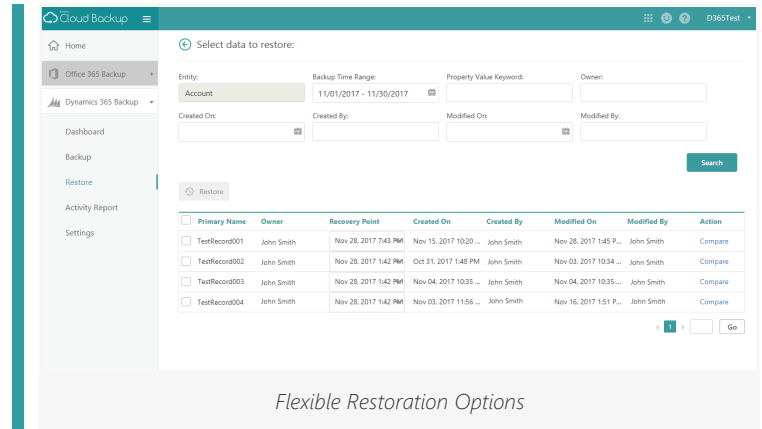 Cloud Backup
D365Test
Home
Select data to restore:
Office 365 Backup
Entity:
Backup Time Range:
Property Value Keyword:
Owner:
Account
11/01/2017 - 11/30/2017
Dynamics 365 Backup
Created On:
Created By:
Modified On:
Modified By:
Dashboard
Backup
Search
Restore
Restore
Activity Report
Settings
Primary Name Owner Recovery Point Created On Created By Modified On Modified By Action
TestRecord001 John Smith Nov 28, 2017 7:43 PM Nov 15, 2017 10:20 ... John Smith Nov 28, 2017 1:45 P... John Smith Compare
TestRecord002 John Smith Nov 28, 2017 1:42 PM Oct 31, 2017 1:48 PM John Smith Nov 03, 2017 10:34 ... John Smith Compare
TestRecord003 John Smith Nov 28, 2017 1:42 PM Nov 04, 2017 10:35 ... John Smith Nov 04, 2017 10:35 ... John Smith Compare
TestRecord004 John Smith Nov 28, 2017 1:42 PM Nov 03, 2017 11:56 ... John Smith Nov 16, 2017 1:51 P... John Smith Compare
1
Go
Flexible Restoration Options